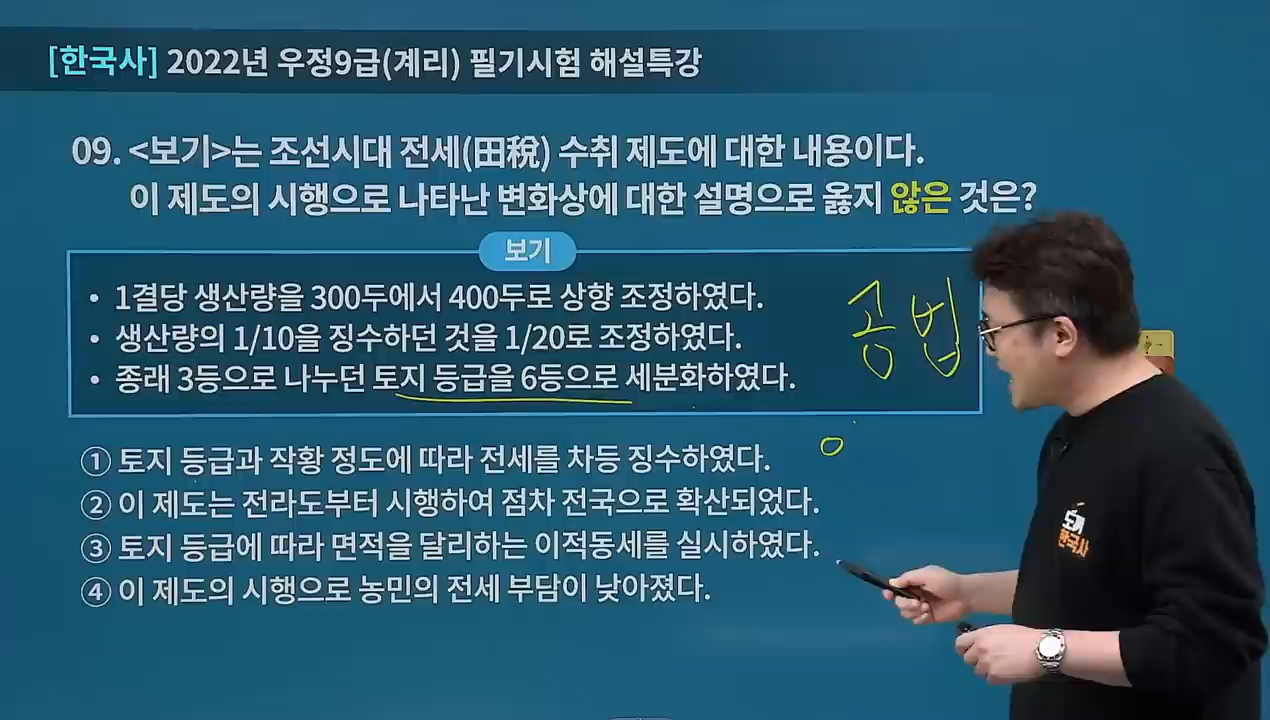 [한국사] 2022년 우정9급(계리) 필기시험 해설특강
09. <보기>는 조선시대 전세(田稅) 수취 제도에 대한 내용이다.
이 제도의 시행으로 나타난 변화상에 대한 설명으로 옳지 않은 것은?
보기
• 1결당 생산량을 300두에서 400두로 상향 조정하였다.
• 생산량의 1/10을 징수하던 것을 1/20로 조정하였다.
• 종래 3등으로 나누던 토지 등급을 6등으로 세분화하였다.
공법
① 토지 등급과 작황 정도에 따라 전세를 차등 징수하였다.
② 이 제도는 전라도부터 시행하여 점차 전국으로 확산되었다.
③ 토지 등급에 따라 면적을 달리하는 이적동세를 실시하였다.
④ 이 제도의 시행으로 농민의 전세 부담이 낮아졌다.
한국사